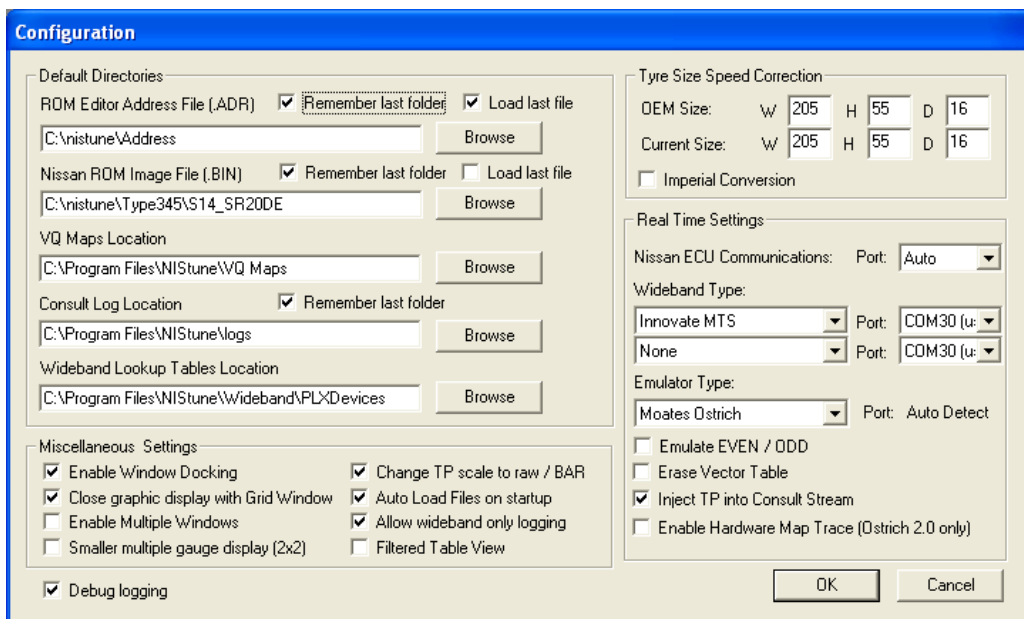 Configuration
Default Directories
ROM Editor Address File (.ADR) Remember last folder Load last file
C:\nistune\Address Browse
Nissan ROM Image File (.BIN) Remember last folder Load last file
C:\nistune\Type345\S14_SR20DE Browse
VQ Maps Location
C:\Program Files\NIStune\VQ Maps Browse
Consult Log Location Remember last folder
C:\Program Files\NIStune\logs Browse
Wideband Lookup Tables Location
C:\Program Files\NIStune\Wideband\PLXDevices Browse
Miscellaneous Settings
Enable Window Docking Change TP scale to raw / BAR
Close graphic display with Grid Window Auto Load Files on startup
Enable Multiple Windows Allow wideband only logging
Smaller multiple gauge display (2x2) Filtered Table View
Debug logging
Tyre Size Speed Correction
OEM Size: W 205 H 55 D 16
Current Size: W 205 H 55 D 16
Imperial Conversion
Real Time Settings
Nissan ECU Communications: Port: Auto
Wideband Type:
Innovate MTS Port: COM30 (u:
None Port: COM30 (u:
Emulator Type:
Moates Ostrich Port: Auto Detect
Emulate EVEN / ODD
Erase Vector Table
Inject TP into Consult Stream
Enable Hardware Map Trace (Ostrich 2.0 only)
OK Cancel